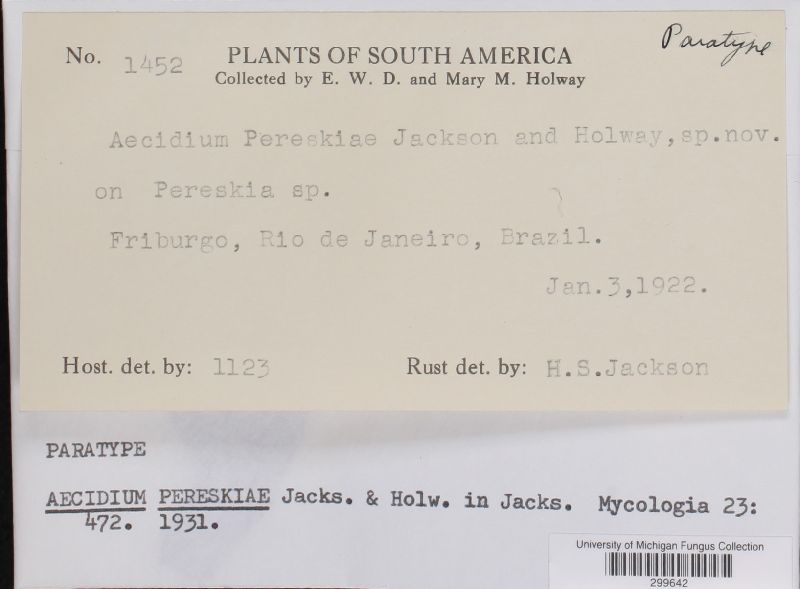 No. 1452 PLANTS OF SOUTH AMERICA Paratype
Collected by E. W. D. and Mary M. Holway
Aecidium Pereskiae Jackson and Holway, sp.nov.
on Pereskia sp.
Friburgo, Rio de Janeiro, Brazil.
Jan.3,1922.
Host. det. by: 1123 Rust det. by: H.S.Jackson
PARATYPE
AECIDIUM PERESKIAE Jacks. & Holw. in Jacks. Mycologia 23:
472. 1931.
University of Michigan Fungus Collection
299642